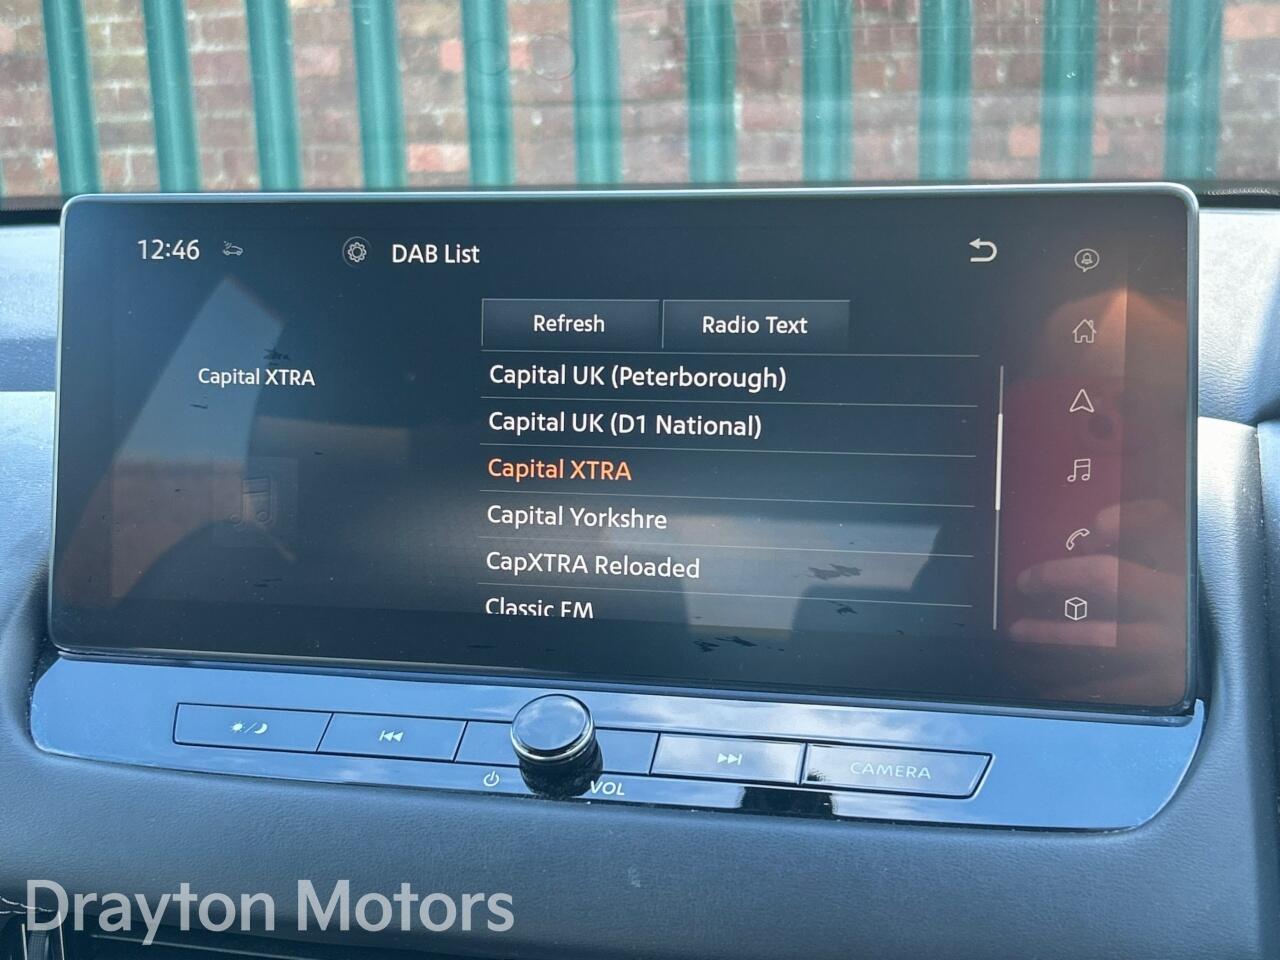 12:46
DAB List
Refresh
Radio Text
Capital XTRA
Capital UK (Peterborough)
Capital UK (D1 National)
Capital XTRA
Capital Yorkshre
CapXTRA Reloaded
Classic FM
VOL
CAMERA
Drayton Motors